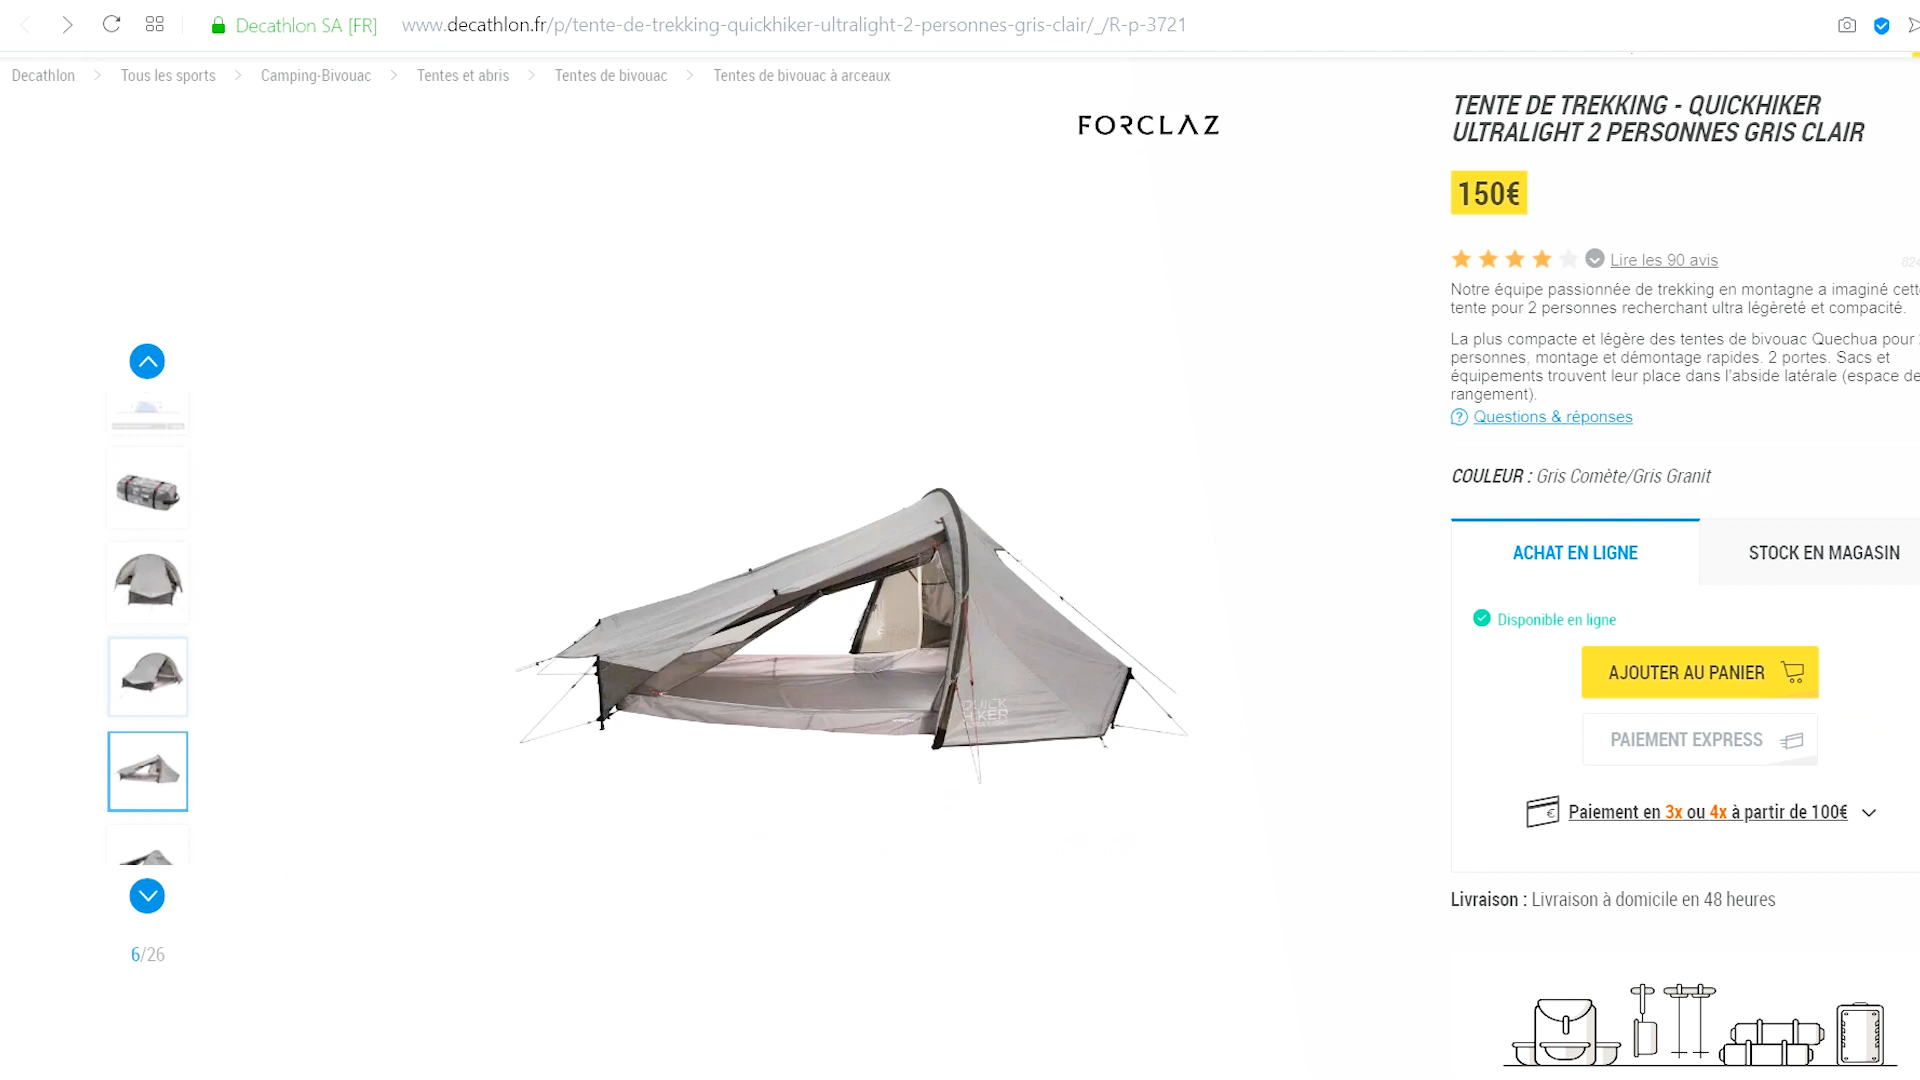 Decathlon SA [FR] www.decathlon.fr/p/tente-de-trekking-quickhiker-ultralight-2-personnes-gris-clair/_/R-p-3721
Decathlon > Tous les sports > Camping-Bivouac > Tentes et abris > Tentes de bivouac > Tentes de bivouac à arceaux
FORCLAZ
TENTE DE TREKKING - QUICKHIKER
ULTRALIGHT 2 PERSONNES GRIS CLAIR
150€
Lire les 90 avis
Notre équipe passionnée de trekking en montagne a imaginé cett
tente pour 2 personnes recherchant ultra légèreté et compacité.
La plus compacte et légère des tentes de bivouac Quechua pour
personnes, montage et démontage rapides. 2 portes. Sacs et
équipements trouvent leur place dans l'abside latérale (espace de
rangement).
Questions & réponses
COULEUR : Gris Comète/Gris Granit
ACHAT EN LIGNE
STOCK EN MAGASIN
Disponible en ligne
AJOUTER AU PANIER
PAIEMENT EXPRESS
Paiement en 3x ou 4x à partir de 100€
Livraison : Livraison à domicile en 48 heures
QUICK
HIKER
6/26